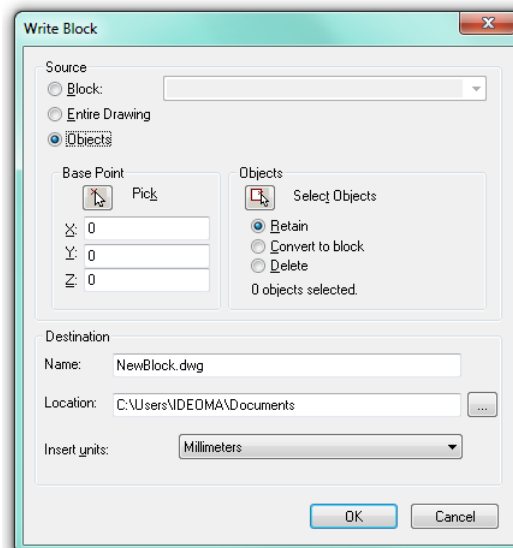 Write Block
Source
Block:
Entire Drawing
Objects
Base Point
Pick
X: 0
Y: 0
Z: 0
Objects
Select Objects
Retain
Convert to block
Delete
0 objects selected.
Destination
Name: NewBlock.dwg
Location: C:\Users\IDEOMA\Documents ...
Insert units: Millimeters
OK Cancel